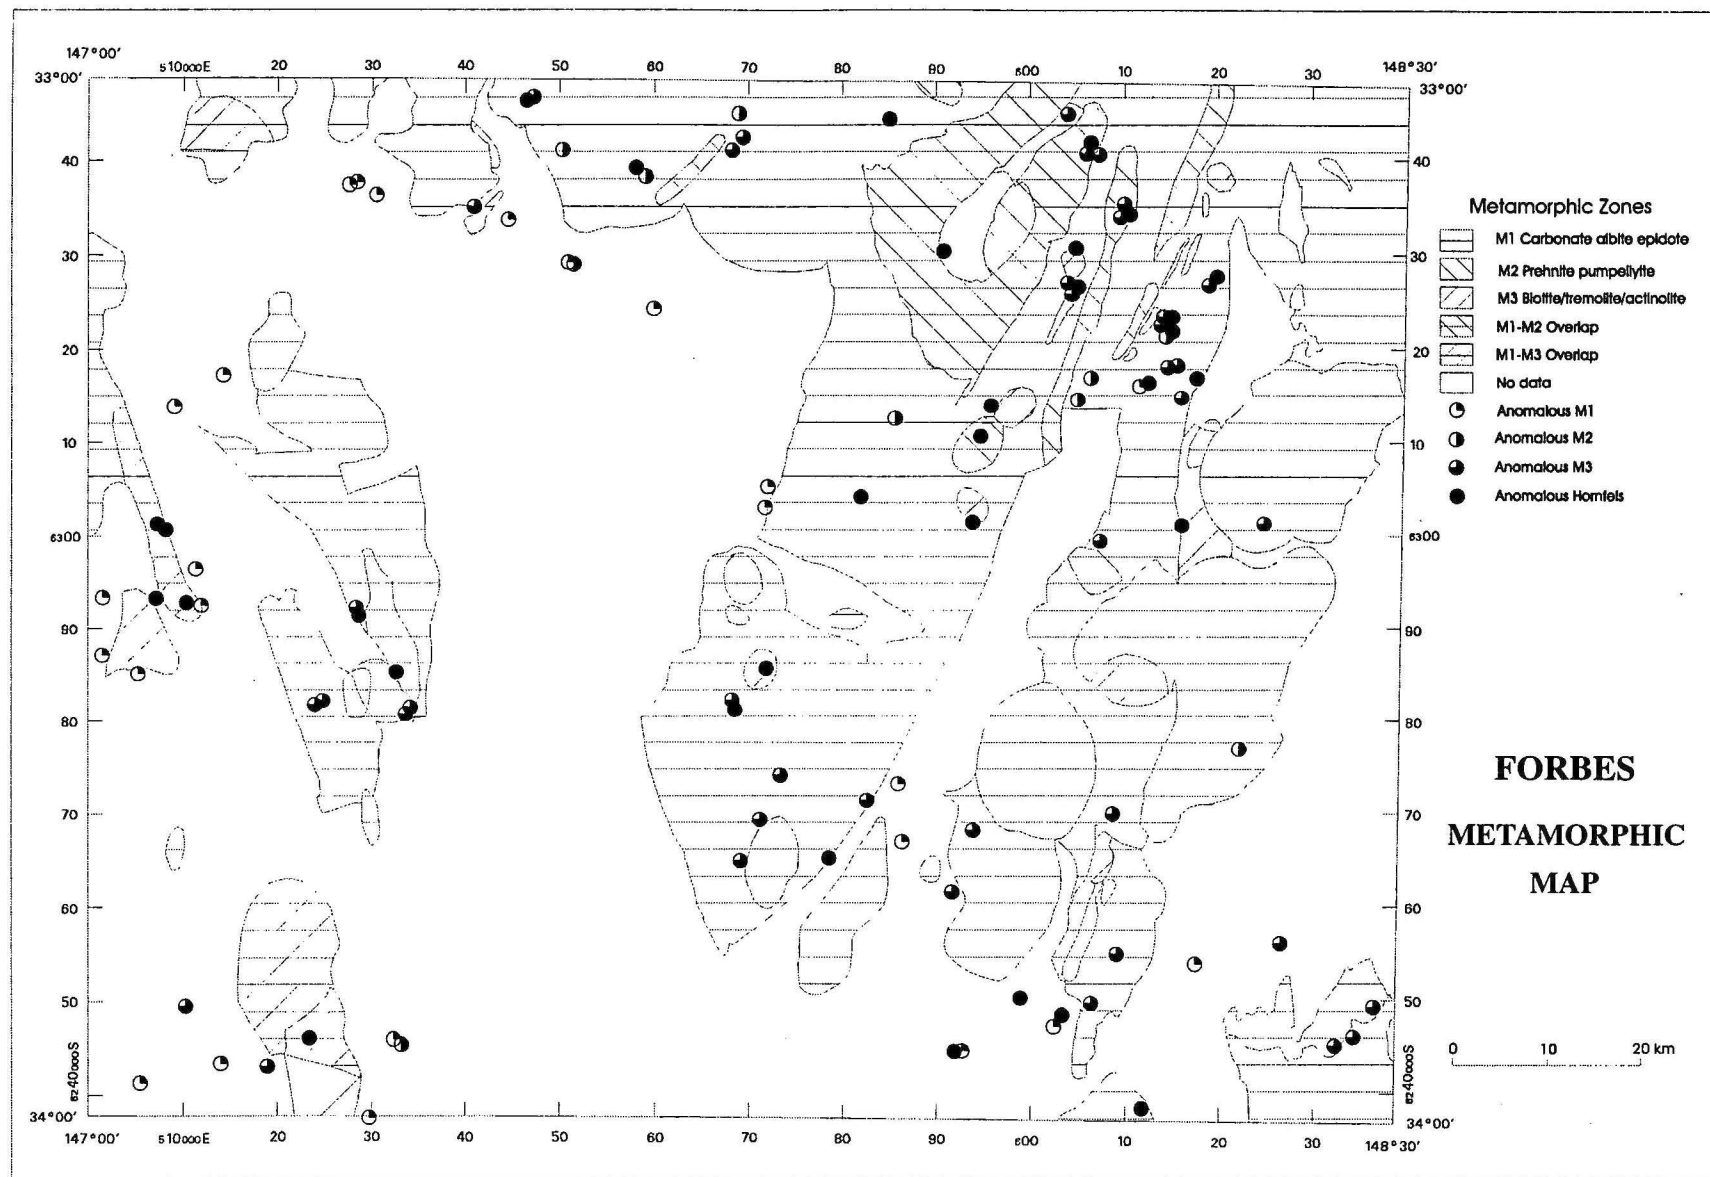 147°00′
510000E 20 30 40 50 60 70 80 90 600 10 20 30
148°30′
33°00′
33°00′
40
40
30
30
20
20
10
10
6300
6300
90
90
80
80
70
70
60
60
50
50
6240000S
6240000S
34°00′
34°00′
147°00′
510000E 20 30 40 50 60 70 80 90 600 10 20 30 148°30′
Metamorphic Zones
M1 Carbonate albite epidote
M2 Prehnite pumpellytte
M3 Biotite/tremolite/actinolite
M1-M2 Overlap
M1-M3 Overlap
No data
Anomalous M1
Anomalous M2
Anomalous M3
Anomalous Hornfels
FORBES
METAMORPHIC
MAP
0 10 20 km